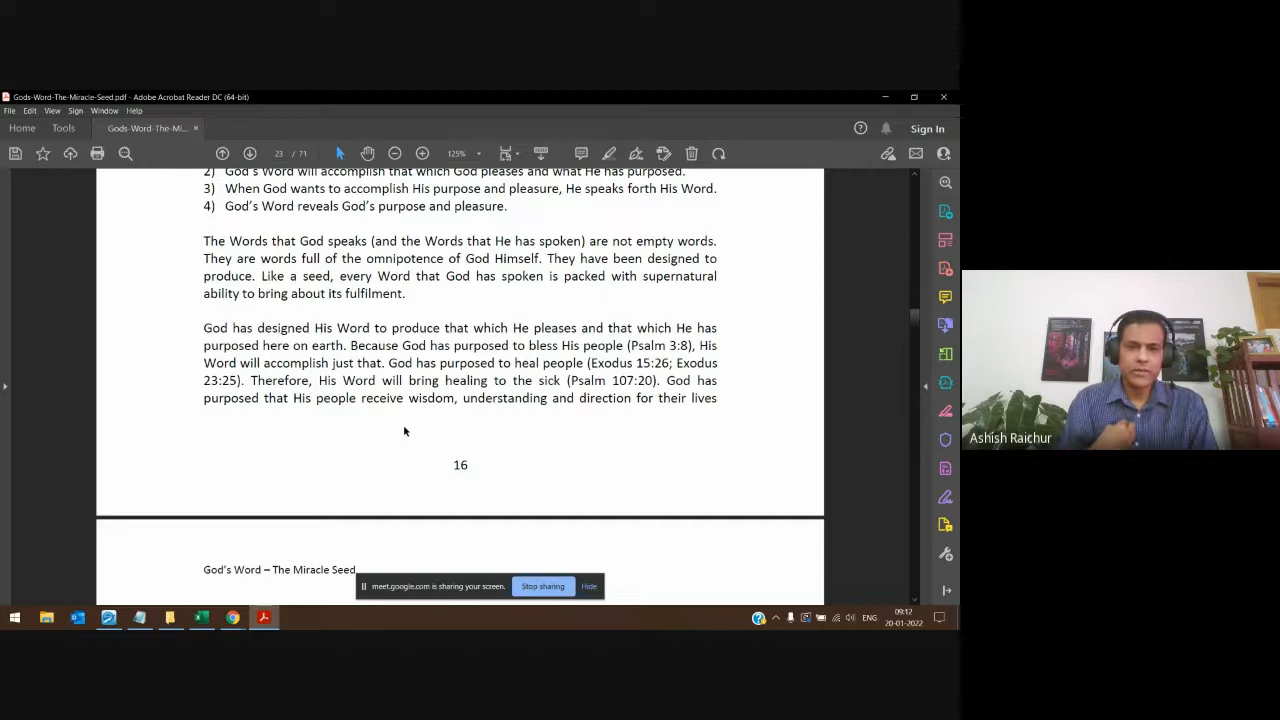 Gods-Word-The-Miracle-Seed.pdf - Adobe Acrobat Reader DC (64-bit)
File Edit View Sign Window Help
Home Tools Gods-Word-The-Mi... × Sign In
23 / 71 125%
2) God's Word will accomplish that which God pleases and what He has purposed.
3) When God wants to accomplish His purpose and pleasure, He speaks forth His Word.
4) God's Word reveals God's purpose and pleasure.
The Words that God speaks (and the Words that He has spoken) are not empty words.
They are words full of the omnipotence of God Himself. They have been designed to
produce. Like a seed, every Word that God has spoken is packed with supernatural
ability to bring about its fulfilment.
God has designed His Word to produce that which He pleases and that which He has
purposed here on earth. Because God has purposed to bless His people (Psalm 3:8), His
Word will accomplish just that. God has purposed to heal people (Exodus 15:26; Exodus
23:25). Therefore, His Word will bring healing to the sick (Psalm 107:20). God has
purposed that His people receive wisdom, understanding and direction for their lives
16
God's Word – The Miracle Seed
meet.google.com is sharing your screen. Stop sharing Hide
ENG
09:12
20-01-2022
Ashish Raichur